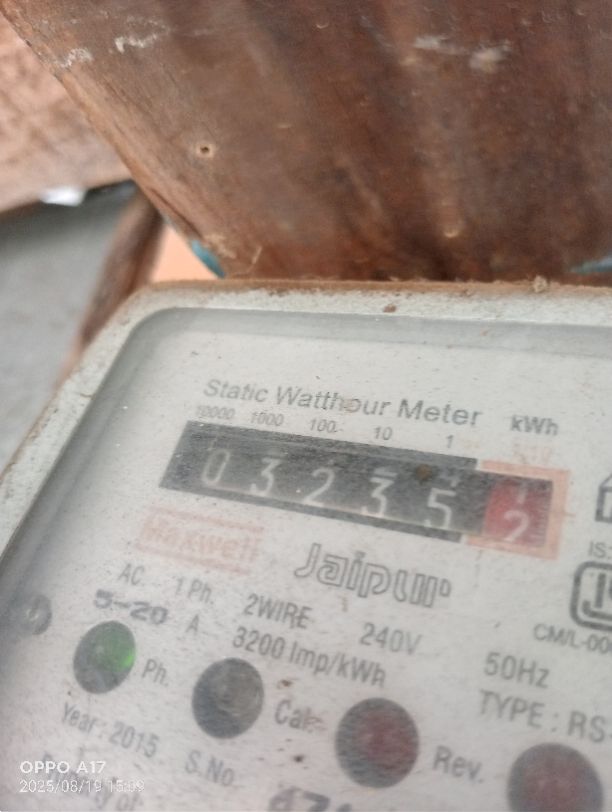 Static Watthour Meter kWh
10000 1000 100 10 1
0 3 2 3 5 2
Maxwell
Jaipur
AC. 1 Ph. 2WIRE 240V 50Hz
5-20 A 3200 Imp/kWh
IS:
CM/L-00
TYPE : RS-
Ph. Cal. Rev.
Year: 2015 S.No
OPPO A17
2025/08/19 15:09